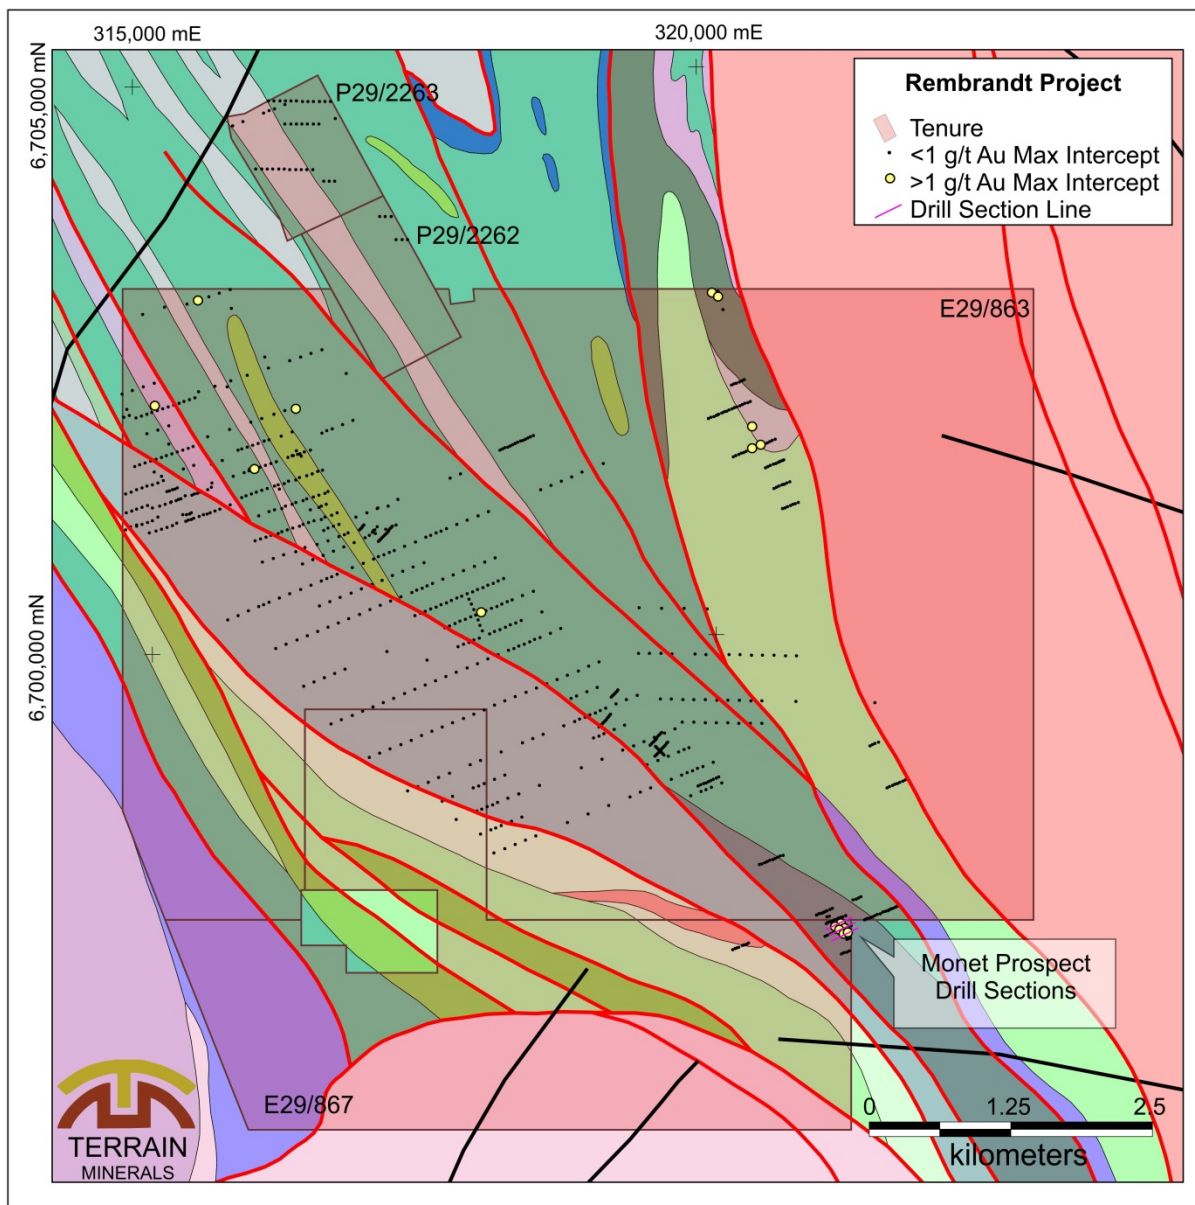 315,000 mE
320,000 mE
6,705,000 mN
6,700,000 mN
Rembrandt Project
Tenure
<1 g/t Au Max Intercept
>1 g/t Au Max Intercept
Drill Section Line
P29/2263
P29/2262
E29/863
Monet Prospect
Drill Sections
E29/867
TERRAIN
MINERALS
0 1.25 2.5
kilometers